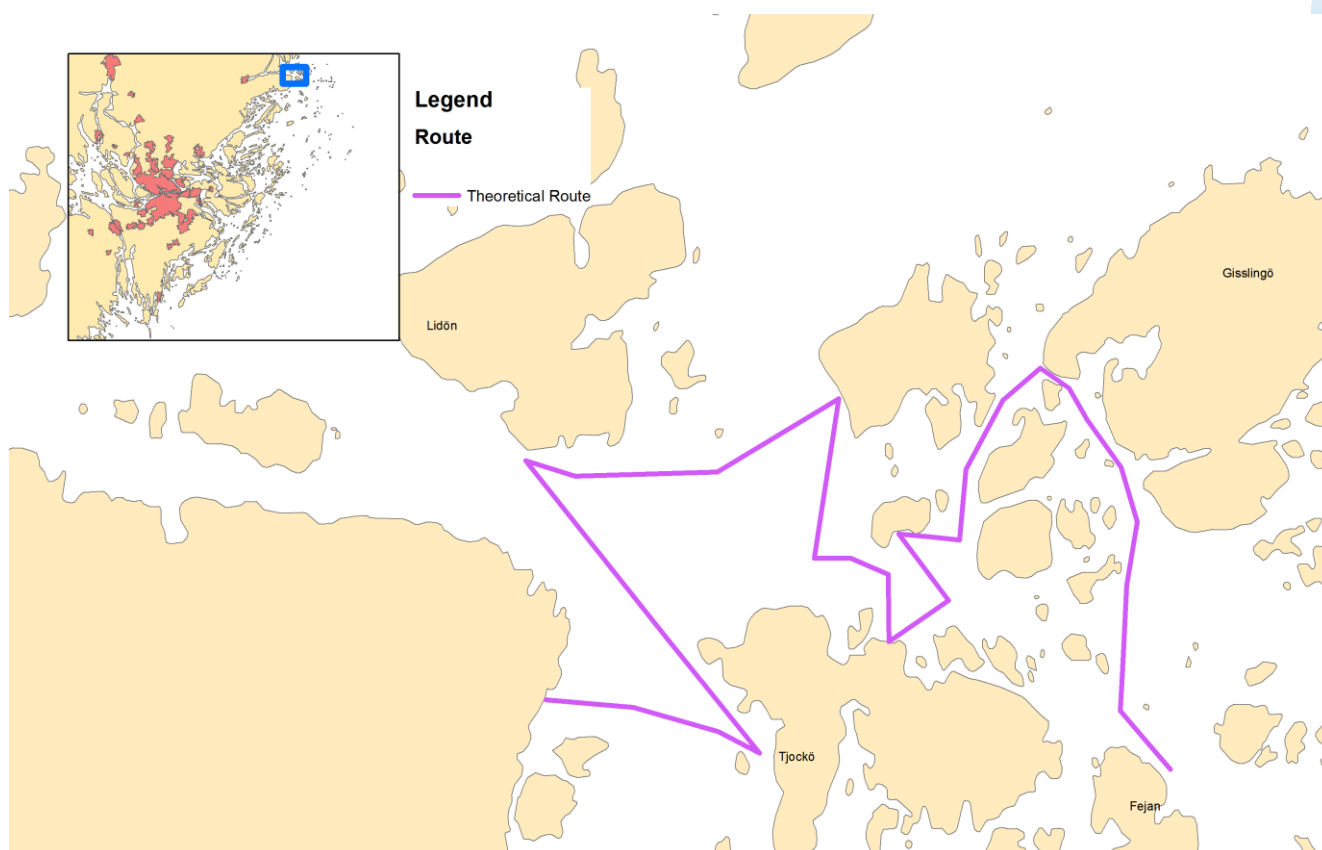 Legend
Route
Theoretical Route
Gisslingö
Lidön
Tjockö
Fejan